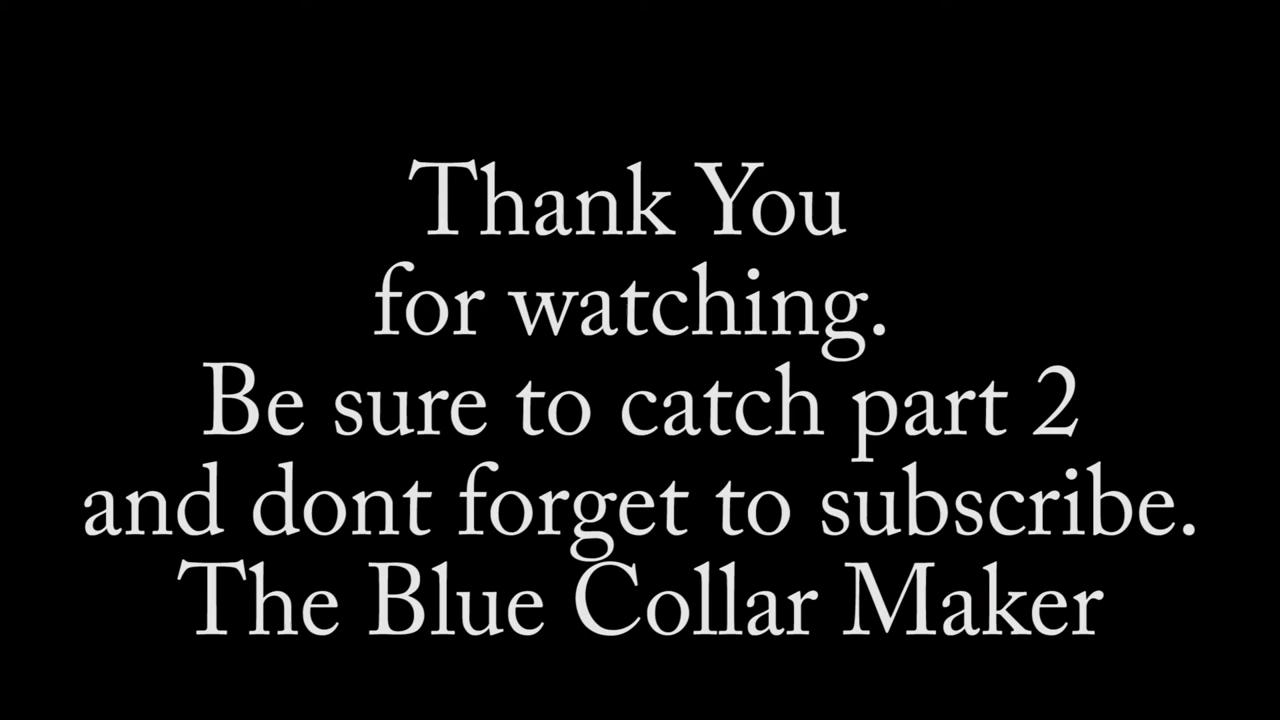 Thank You
for watching.
Be sure to catch part 2
and dont forget to subscribe.
The Blue Collar Maker